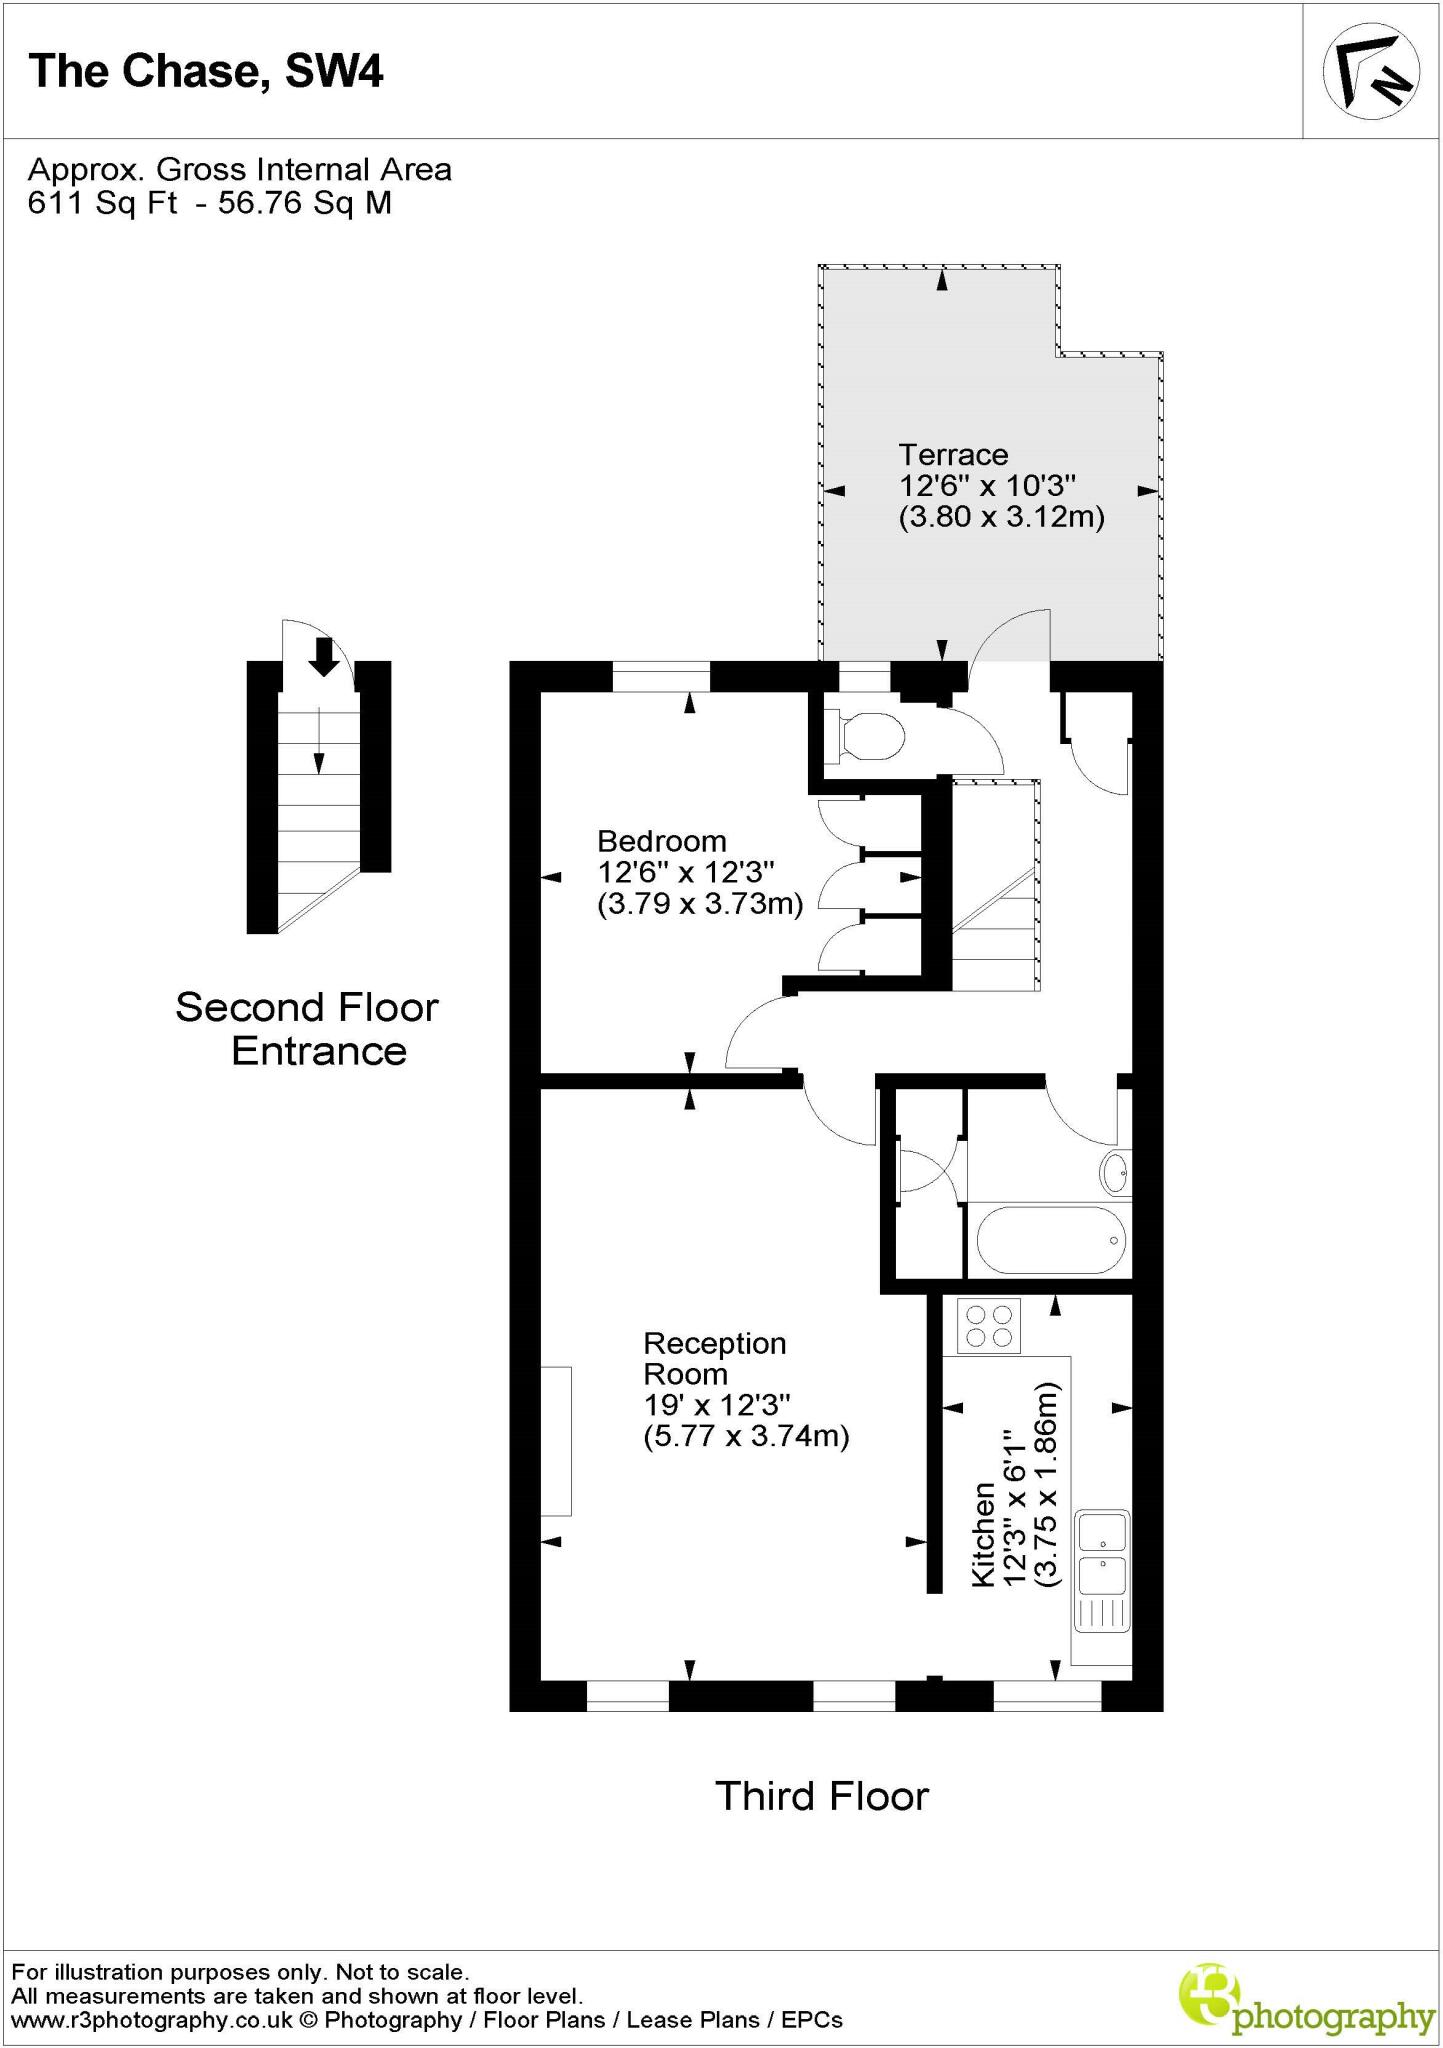 The Chase, SW4
N
Approx. Gross Internal Area
611 Sq Ft - 56.76 Sq M
Terrace
12'6" x 10'3"
(3.80 x 3.12m)
Bedroom
12'6" x 12'3"
(3.79 x 3.73m)
Second Floor
Entrance
Reception
Room
19' x 12'3"
(5.77 x 3.74m)
Kitchen
12'3" x 6'1"
(3.75 x 1.86m)
Third Floor
For illustration purposes only. Not to scale.
All measurements are taken and shown at floor level.
www.r3photography.co.uk © Photography / Floor Plans / Lease Plans / EPCs
r3 photography